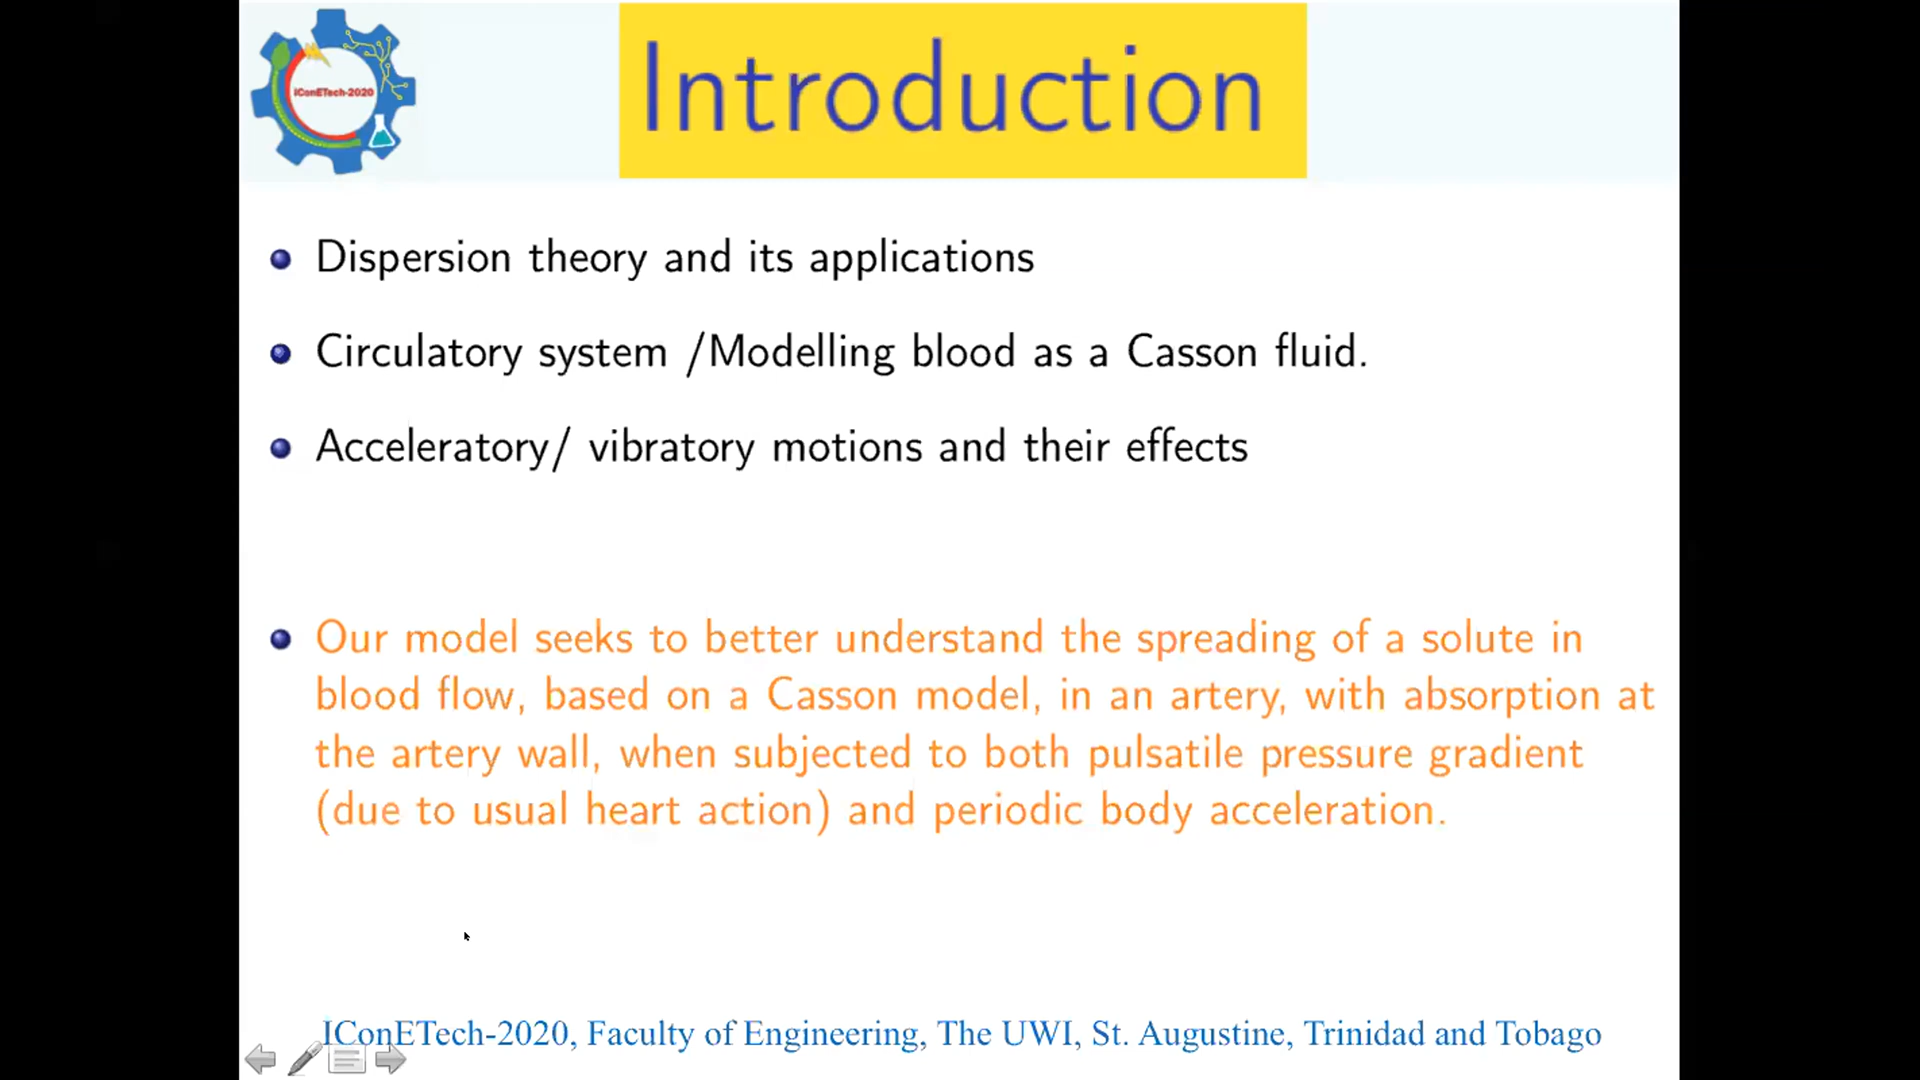 iConETech-2020
Introduction
Dispersion theory and its applications
Circulatory system /Modelling blood as a Casson fluid.
Acceleratory/ vibratory motions and their effects
Our model seeks to better understand the spreading of a solute in
blood flow, based on a Casson model, in an artery, with absorption at
the artery wall, when subjected to both pulsatile pressure gradient
(due to usual heart action) and periodic body acceleration.
IConETech-2020, Faculty of Engineering, The UWI, St. Augustine, Trinidad and Tobago